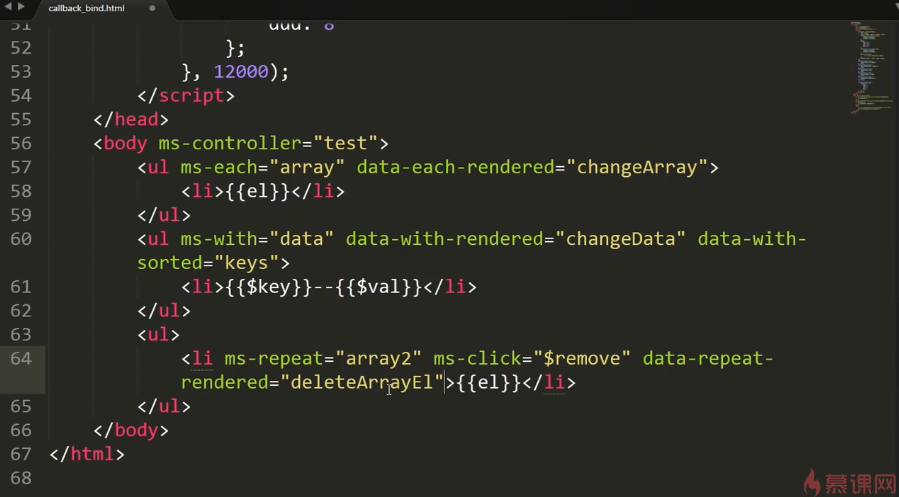 callback_bind.html
51 ddd: 8
52 };
53 }, 12000);
54 </script>
55 </head>
56 <body ms-controller="test">
57 <ul ms-each="array" data-each-rendered="changeArray">
58 <li>{{el}}</li>
59 </ul>
60 <ul ms-with="data" data-with-rendered="changeData" data-with-
sorted="keys">
61 <li>{{$key}}--{{$val}}</li>
62 </ul>
63 <ul>
64 <li ms-repeat="array2" ms-click="$remove" data-repeat-
rendered="deleteArrayEl">{{el}}</li>
65 </ul>
66 </body>
67 </html>
68
慕课网